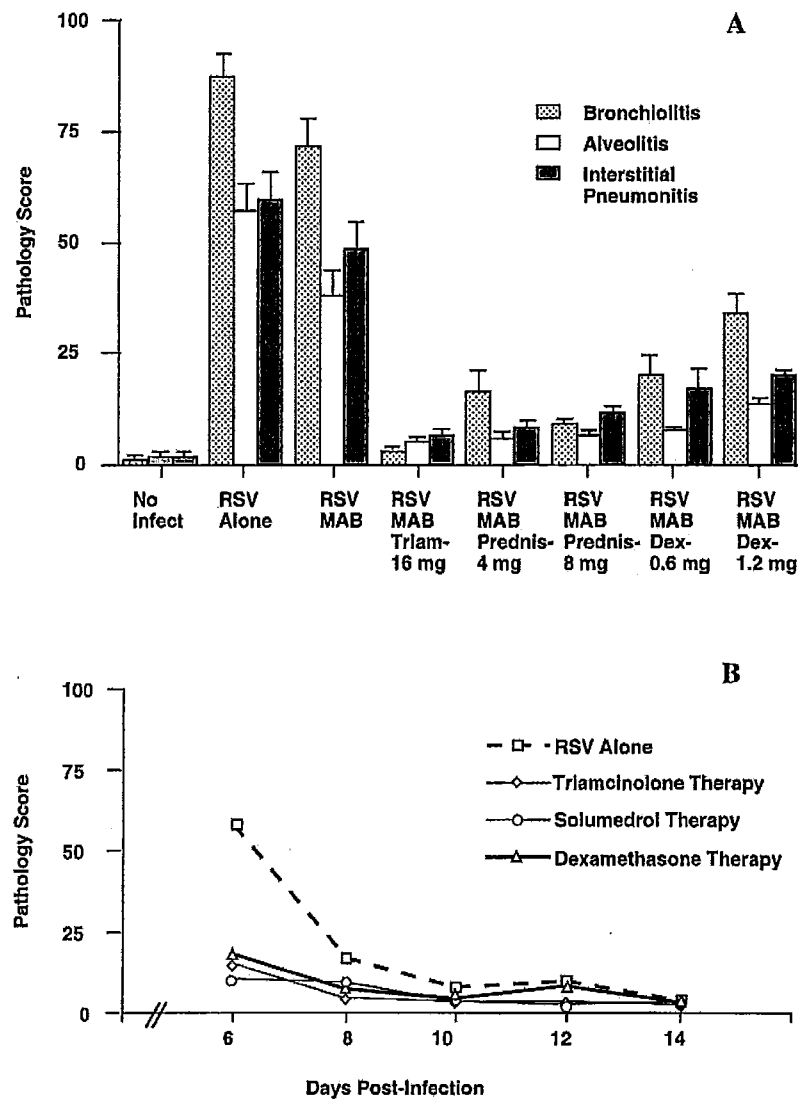 A
100
75
50
25
0
Pathology Score
Bronchiolitis
Alveolitis
Interstitial
Pneumonitis
No
Infect
RSV
Alone
RSV
MAB
RSV
MAB
Triam-
16 mg
RSV
MAB
Prednis-
4 mg
RSV
MAB
Prednis-
8 mg
RSV
MAB
Dex-
0.6 mg
RSV
MAB
Dex-
1.2 mg
B
100
75
50
25
0
Pathology Score
RSV Alone
Triamcinolone Therapy
Solumedrol Therapy
Dexamethasone Therapy
6
8
10
12
14
Days Post-Infection